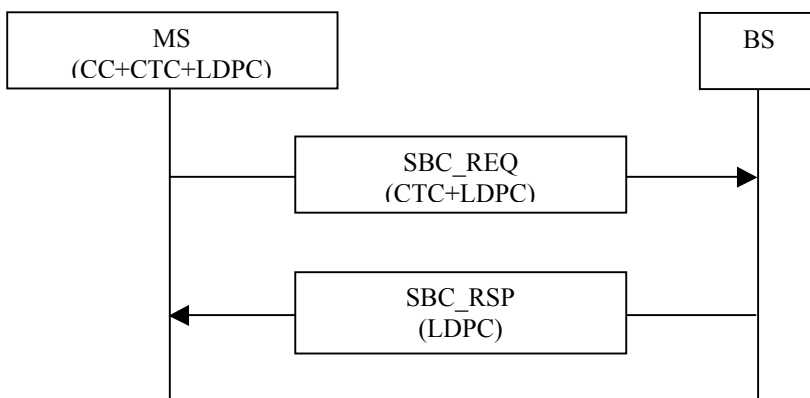 MS
(CC+CTC+LDPC)
BS
SBC_REQ
(CTC+LDPC)
SBC_RSP
(LDPC)